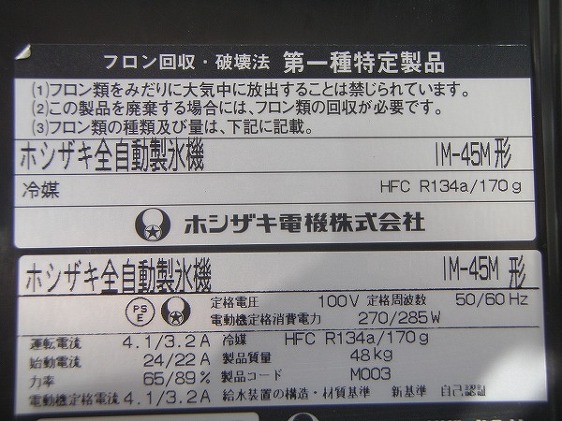 フロン回収・破壊法 第一種特定製品
(1)フロン類をみだりに大気中に放出することは禁じられています。
(2)この製品を廃棄する場合には、フロン類の回収が必要です。
(3)フロン類の種類及び量は、下記に記載。
ホシザキ全自動製氷機 IM-45M 形
冷媒 HFC R134a/170g
ホシザキ電機株式会社
ホシザキ全自動製氷機 IM-45M 形
PS E 定格電圧 100V 定格周波数 50/60 Hz
電動機定格消費電力 270/285W
運転電流 4.1/3.2 A 冷媒 HFC R134a/170g
始動電流 24/22 A 製品質量 48kg
力率 65/89 % 製品コード M003
電動機定格電流 4.1/3.2 A 給水装置の構造・材質基準 新基準 自己認証